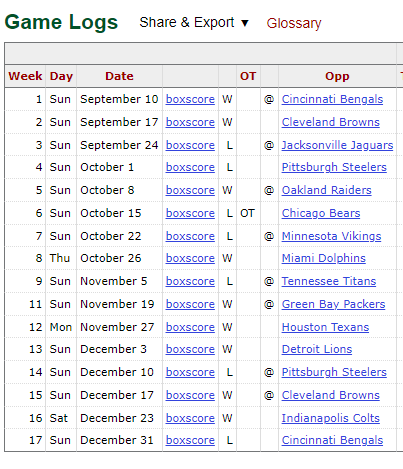 Game Logs Share & Export ▼ Glossary
Week Day Date OT Opp
1 Sun September 10 boxscore W @ Cincinnati Bengals
2 Sun September 17 boxscore W Cleveland Browns
3 Sun September 24 boxscore L @ Jacksonville Jaguars
4 Sun October 1 boxscore L Pittsburgh Steelers
5 Sun October 8 boxscore W @ Oakland Raiders
6 Sun October 15 boxscore L OT Chicago Bears
7 Sun October 22 boxscore L @ Minnesota Vikings
8 Thu October 26 boxscore W Miami Dolphins
9 Sun November 5 boxscore L @ Tennessee Titans
11 Sun November 19 boxscore W @ Green Bay Packers
12 Mon November 27 boxscore W Houston Texans
13 Sun December 3 boxscore W Detroit Lions
14 Sun December 10 boxscore L @ Pittsburgh Steelers
15 Sun December 17 boxscore W @ Cleveland Browns
16 Sat December 23 boxscore W Indianapolis Colts
17 Sun December 31 boxscore L Cincinnati Bengals